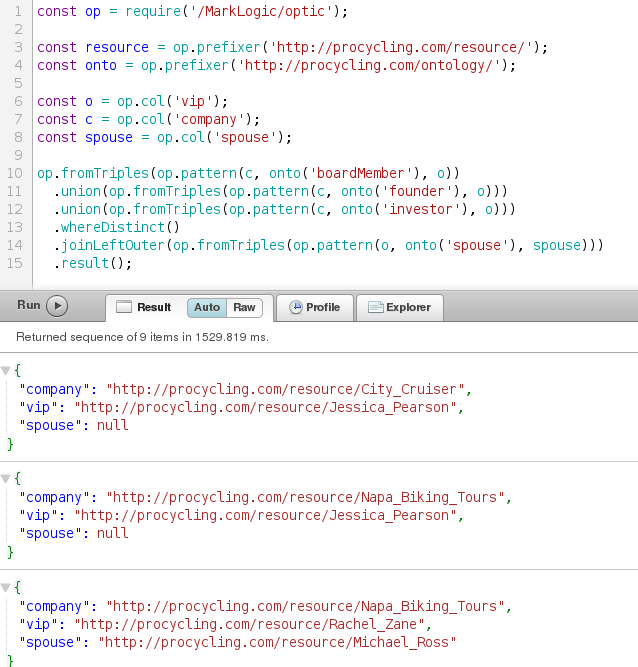 1 const op = require('/MarkLogic/optic');
2
3 const resource = op.prefixer('http://procycling.com/resource/');
4 const onto = op.prefixer('http://procycling.com/ontology/');
5
6 const o = op.col('vip');
7 const c = op.col('company');
8 const spouse = op.col('spouse');
9
10 op.fromTriples(op.pattern(c, onto('boardMember'), o))
11   .union(op.fromTriples(op.pattern(c, onto('founder'), o)))
12   .union(op.fromTriples(op.pattern(c, onto('investor'), o)))
13   .whereDistinct()
14   .joinLeftOuter(op.fromTriples(op.pattern(o, onto('spouse'), spouse)))
15   .result();
Run Result Auto Raw Profile Explorer
Returned sequence of 9 items in 1529.819 ms.
{
"company": "http://procycling.com/resource/City_Cruiser",
"vip": "http://procycling.com/resource/Jessica_Pearson",
"spouse": null
}
{
"company": "http://procycling.com/resource/Napa_Biking_Tours",
"vip": "http://procycling.com/resource/Jessica_Pearson",
"spouse": null
}
{
"company": "http://procycling.com/resource/Napa_Biking_Tours",
"vip": "http://procycling.com/resource/Rachel_Zane",
"spouse": "http://procycling.com/resource/Michael_Ross"
}